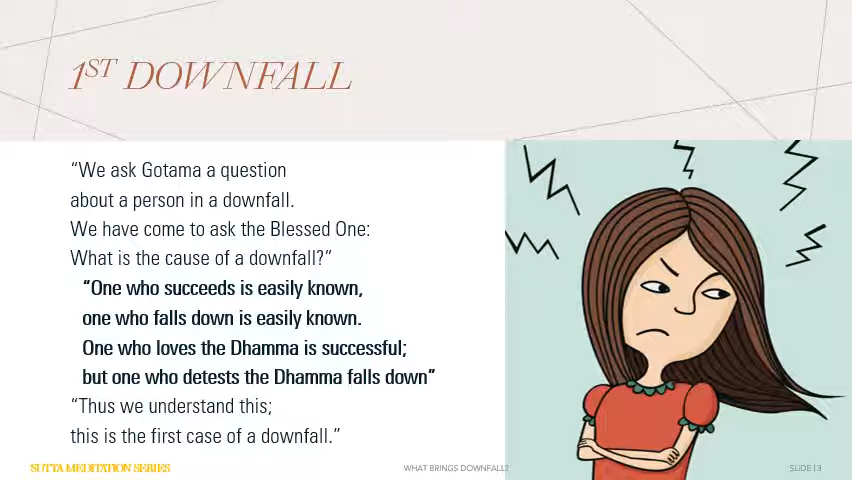 1ST DOWNFALL
“We ask Gotama a question
about a person in a downfall.
We have come to ask the Blessed One:
What is the cause of a downfall?”
“One who succeeds is easily known,
one who falls down is easily known.
One who loves the Dhamma is successful;
but one who detests the Dhamma falls down”
“Thus we understand this;
this is the first case of a downfall.”
SUTTA MEDITATION SERIES
WHAT BRINGS DOWNFALL?
SLIDE | 3